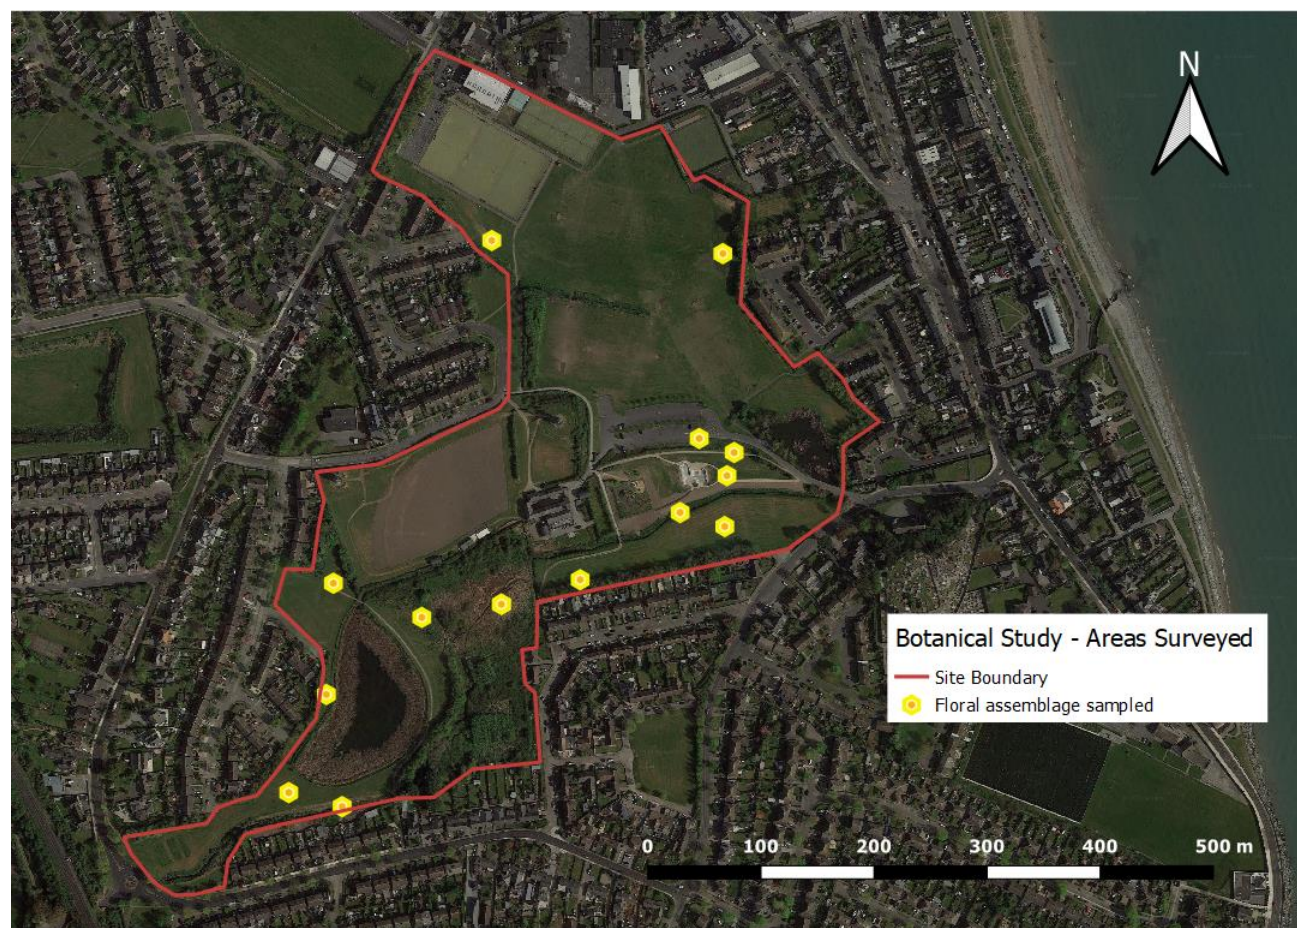 N
Botanical Study - Areas Surveyed
Site Boundary
Floral assemblage sampled
0 100 200 300 400 500 m